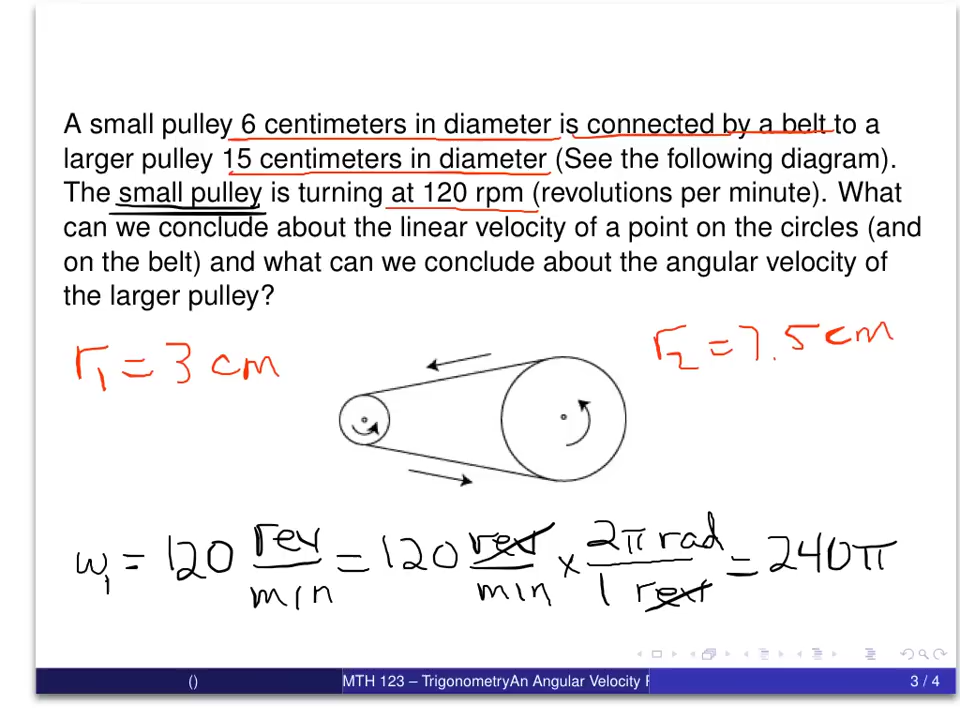 A small pulley 6 centimeters in diameter is connected by a belt to a
larger pulley 15 centimeters in diameter (See the following diagram).
The small pulley is turning at 120 rpm (revolutions per minute). What
can we conclude about the linear velocity of a point on the circles (and
on the belt) and what can we conclude about the angular velocity of
the larger pulley?
r₁ = 3 cm
r₂ = 7.5 cm
w₁ = 120 rev/min = 120 rev/min × 2π rad/1 rev = 240π
() MTH 123 – TrigonometryAn Angular Velocity 3 / 4